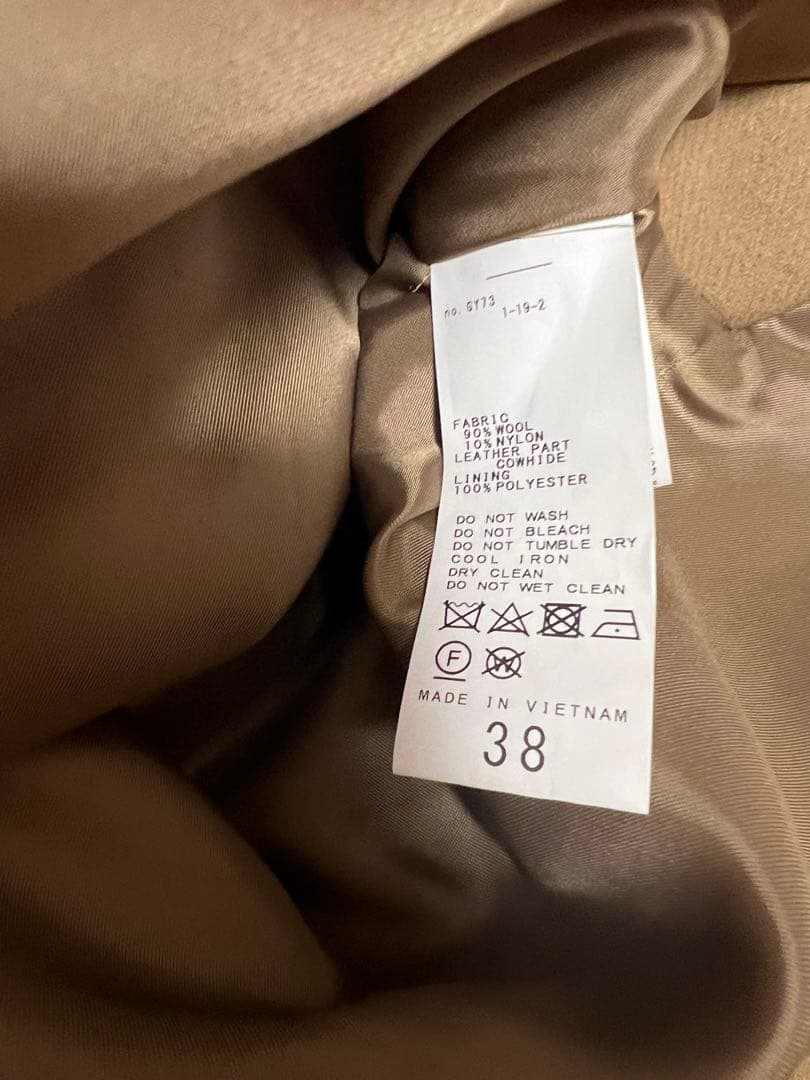 no. 6Y73 1-19-2
FABRIC
90% WOOL
10% NYLON
LEATHER PART
COWHIDE
LINING
100% POLYESTER
DO NOT WASH
DO NOT BLEACH
DO NOT TUMBLE DRY
COOL IRON
DRY CLEAN
DO NOT WET CLEAN
F W
MADE IN VIETNAM
38